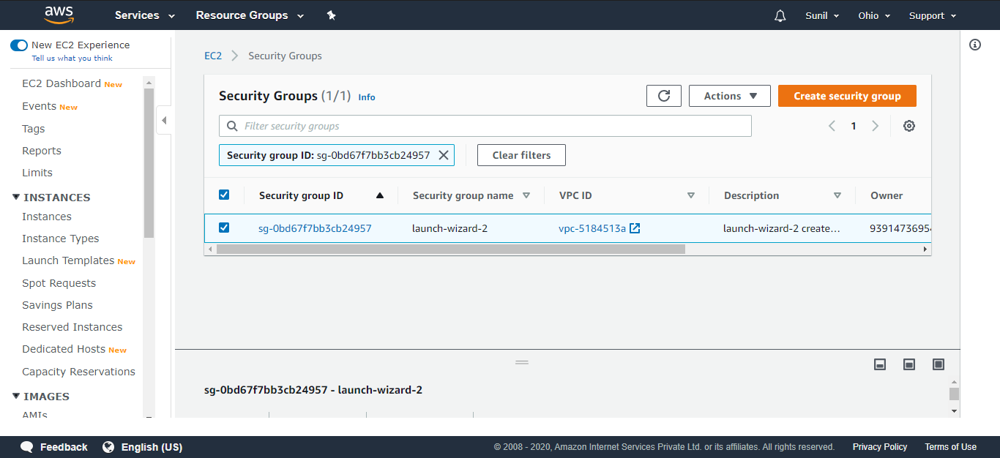 aws Services Resource Groups Sunil Ohio Support
New EC2 Experience
Tell us what you think
EC2 Dashboard New
Events New
Tags
Reports
Limits
INSTANCES
Instances
Instance Types
Launch Templates New
Spot Requests
Savings Plans
Reserved Instances
Dedicated Hosts New
Capacity Reservations
IMAGES
AMIs
EC2 Security Groups
Security Groups (1/1) Info Actions Create security group
Filter security groups 1
Security group ID: sg-0bd67f7bb3cb24957 Clear filters
Security group ID Security group name VPC ID Description Owner
sg-0bd67f7bb3cb24957 launch-wizard-2 vpc-5184513a launch-wizard-2 create… 93914736954
sg-0bd67f7bb3cb24957 - launch-wizard-2
Feedback English (US) © 2008 - 2020, Amazon Internet Services Private Ltd. or its affiliates. All rights reserved. Privacy Policy Terms of Use